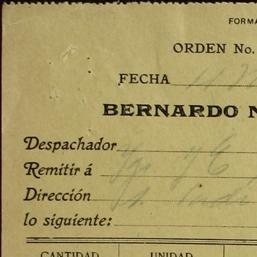 FORMA
ORDEN No.
FECHA
BERNARDO
Despachador
Remitir á
Dirección
lo siguiente:
CANTIDAD UNIDAD